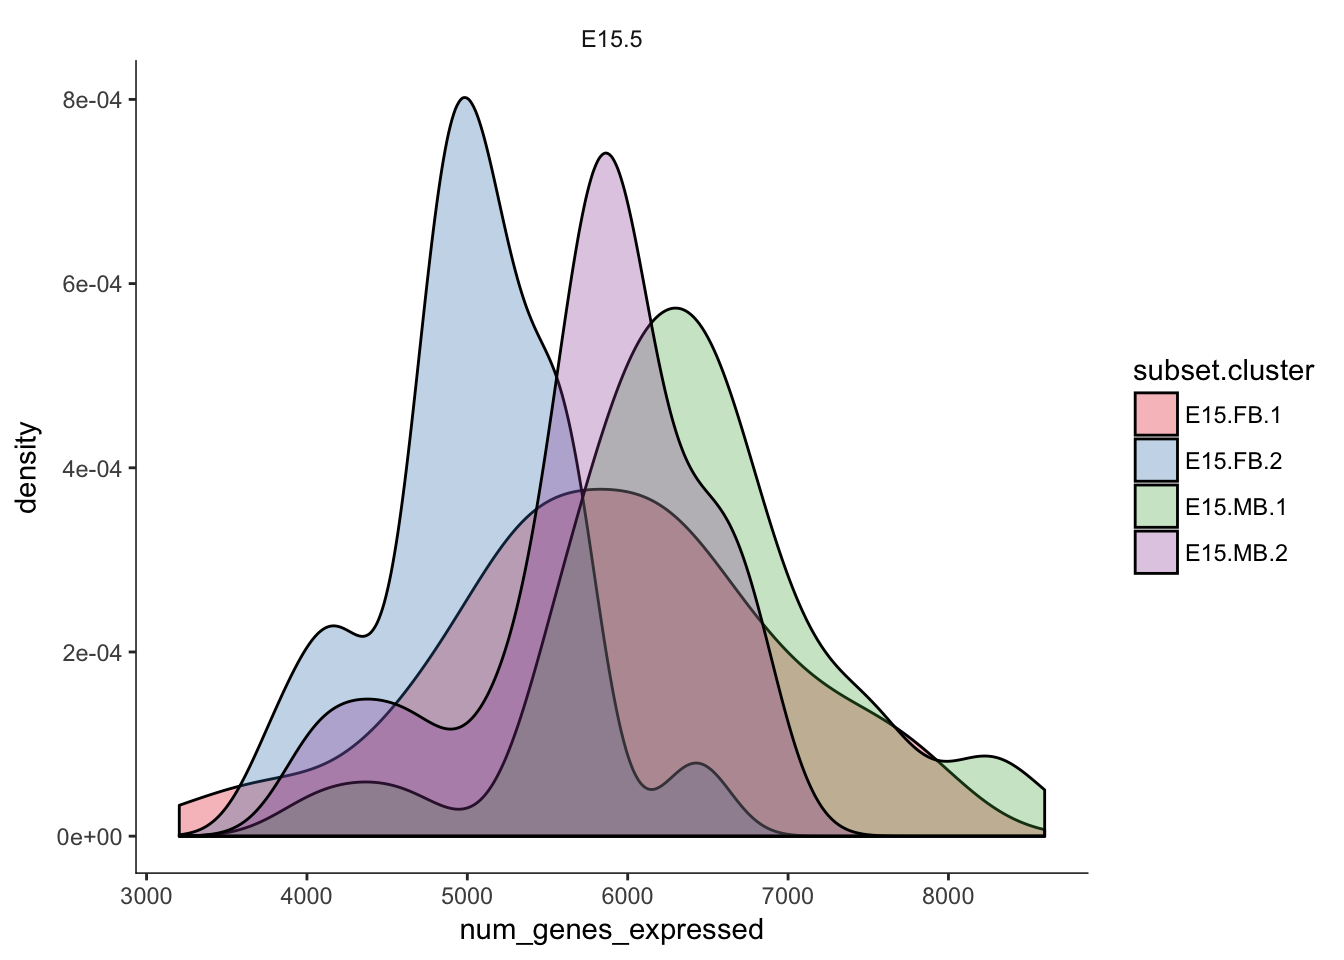 E15.5
8e-04
6e-04
4e-04
2e-04
0e+00
density
3000 4000 5000 6000 7000 8000
num_genes_expressed
subset.cluster
E15.FB.1
E15.FB.2
E15.MB.1
E15.MB.2